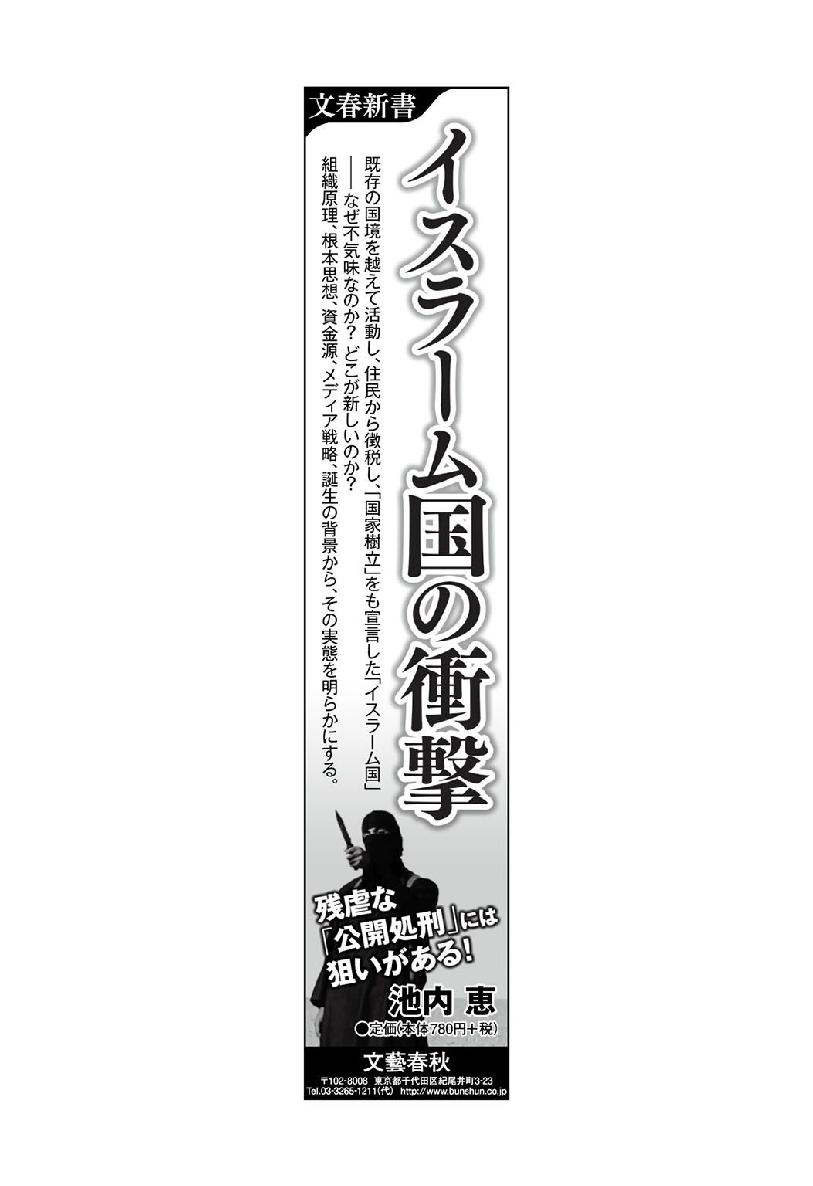 文春新書
イスラーム国の衝撃
既存の国境を越えて活動し、住民から徴税し、「国家樹立」をも宣言した「イスラーム国」
——なぜ不気味なのか？どこが新しいのか？
組織原理、根本思想、資金源、メディア戦略、誕生の背景から、その実態を明らかにする。
残虐な
「公開処刑」には
狙いがある！
池内 恵
●定価(本体780円＋税)
文藝春秋
〒102-8008 東京都千代田区紀尾井町3-23
Tel.03-3265-1211(代) http://www.bunshun.co.jp